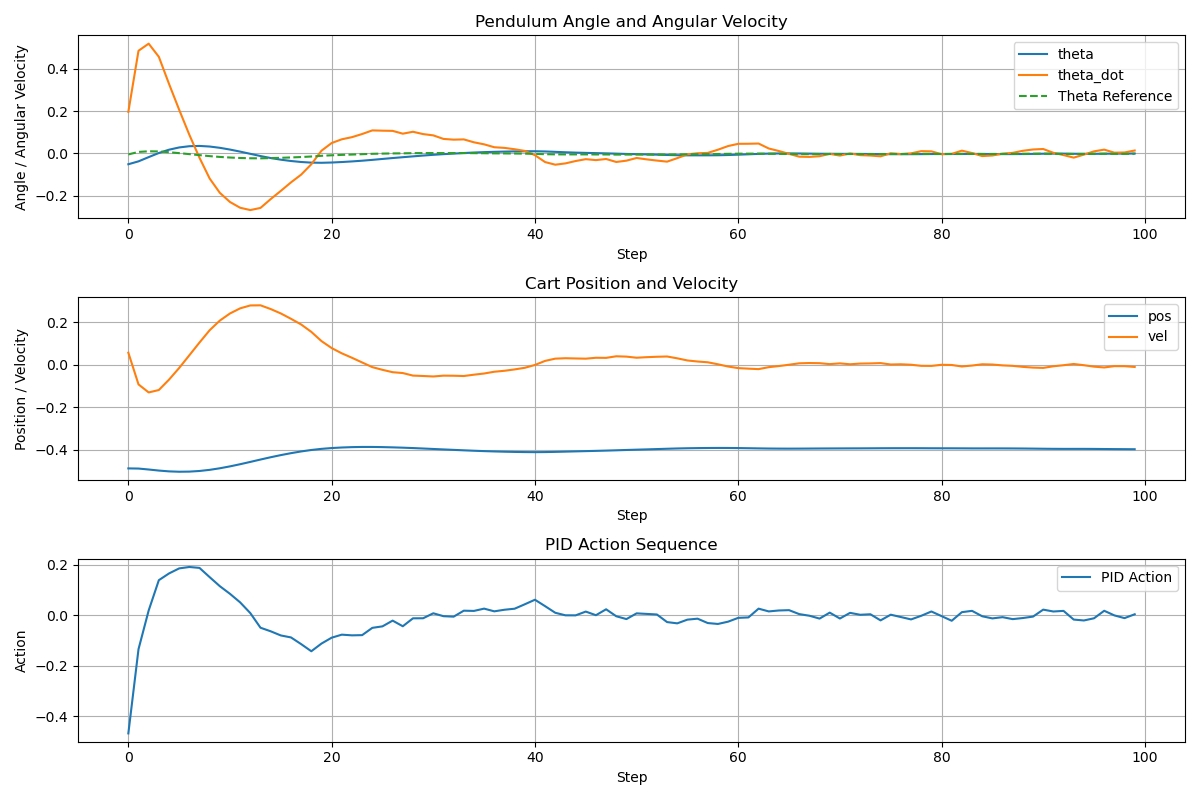 Pendulum Angle and Angular Velocity
Angle / Angular Velocity
0.4
0.2
0.0
−0.2
theta
theta_dot
Theta Reference
0 20 40 60 80 100
Step
Cart Position and Velocity
Position / Velocity
0.2
0.0
−0.2
−0.4
pos
vel
0 20 40 60 80 100
Step
PID Action Sequence
Action
0.2
0.0
−0.2
−0.4
PID Action
0 20 40 60 80 100
Step